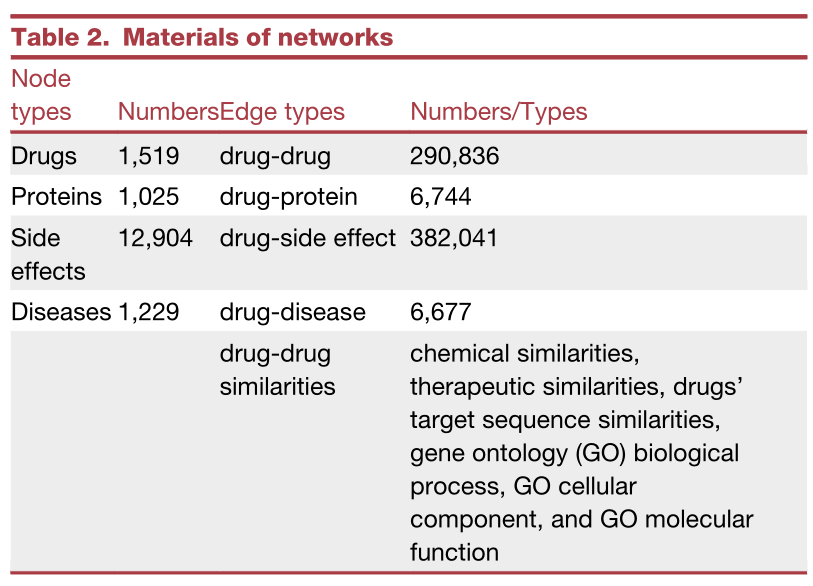 Table 2. Materials of networks
Node
types NumbersEdge types Numbers/Types
Drugs 1,519 drug-drug 290,836
Proteins 1,025 drug-protein 6,744
Side 12,904 drug-side effect 382,041
effects
Diseases 1,229 drug-disease 6,677
drug-drug chemical similarities,
similarities therapeutic similarities, drugs’
target sequence similarities,
gene ontology (GO) biological
process, GO cellular
component, and GO molecular
function